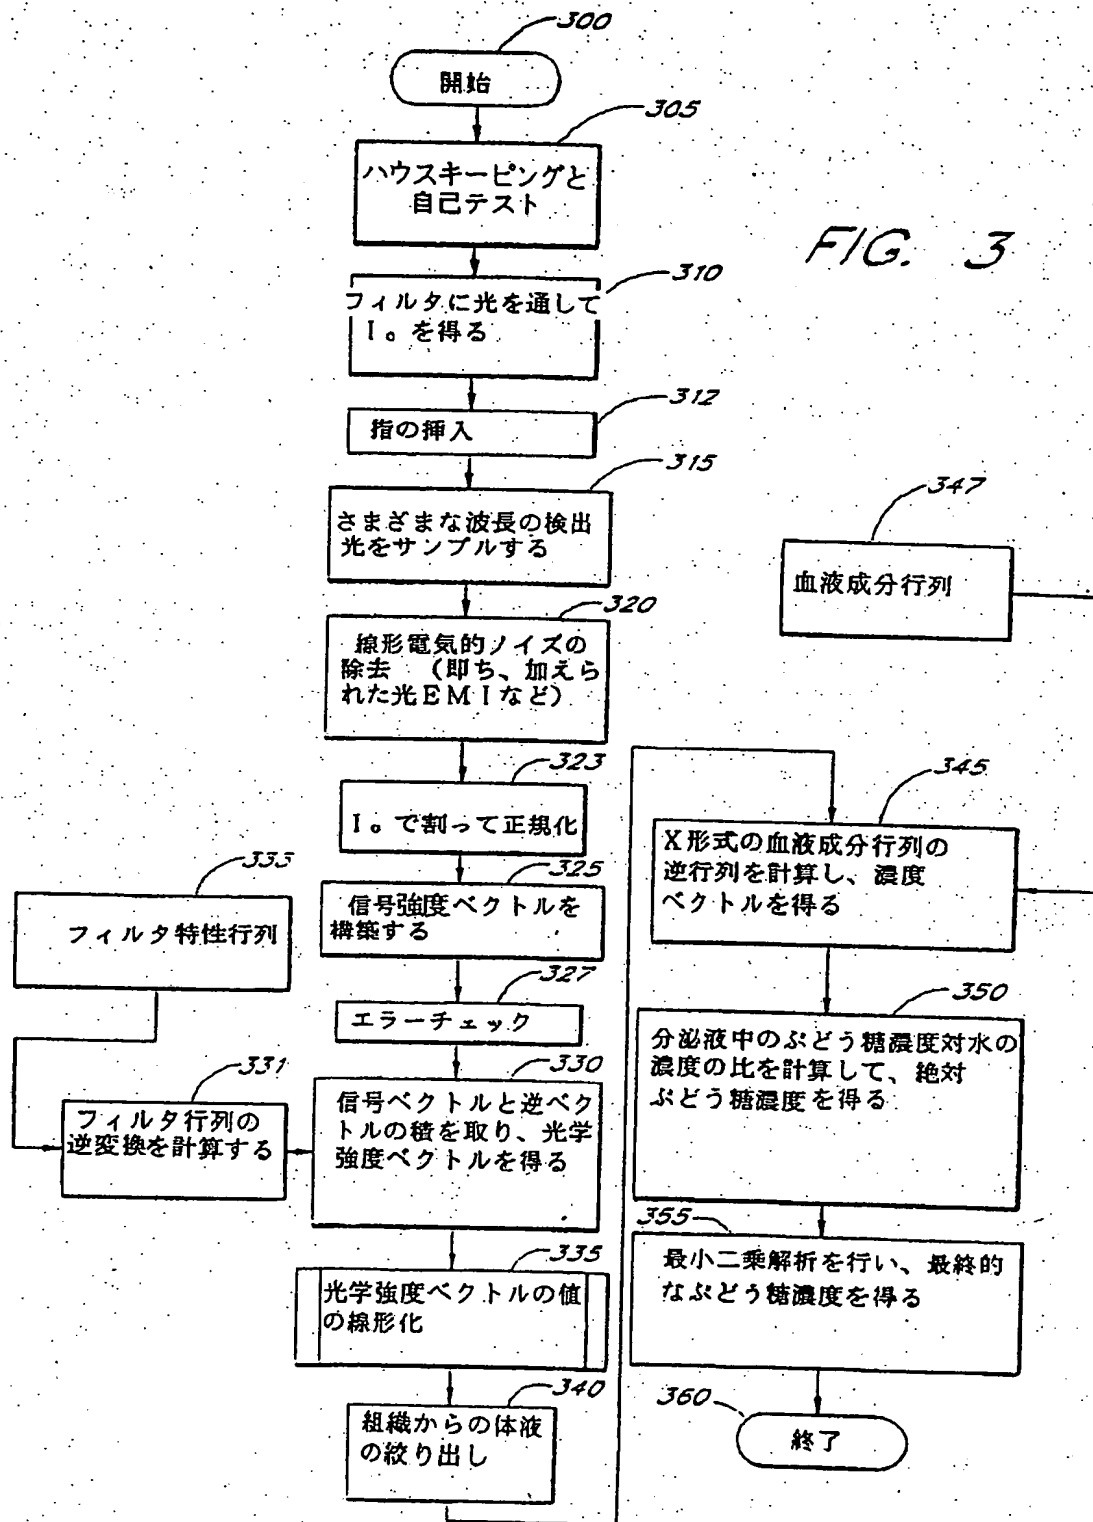 300
開始
305
ハウスキーピングと
自己テスト
FIG. 3
310
フィルタに光を通して
I₀を得る
312
指の挿入
315
さまざまな波長の検出
光をサンプルする
320
線形電気的ノイズの
除去 (即ち、加えら
れた光EMIなど)
323
I₀で割って正規化
325
信号強度ベクトルを
構築する
327
エラーチェック
333
フィルタ特性行列
331
フィルタ行列の
逆変換を計算する
330
信号ベクトルと逆ベク
トルの積を取り、光学
強度ベクトルを得る
335
光学強度ベクトルの値
の線形化
340
組織からの体液
の絞り出し
347
血液成分行列
345
X形式の血液成分行列の
逆行列を計算し、濃度
ベクトルを得る
350
分泌液中のぶどう糖濃度対水の
濃度の比を計算して、絶対
ぶどう糖濃度を得る
355
最小二乗解析を行い、最終的
なぶどう糖濃度を得る
360
終了